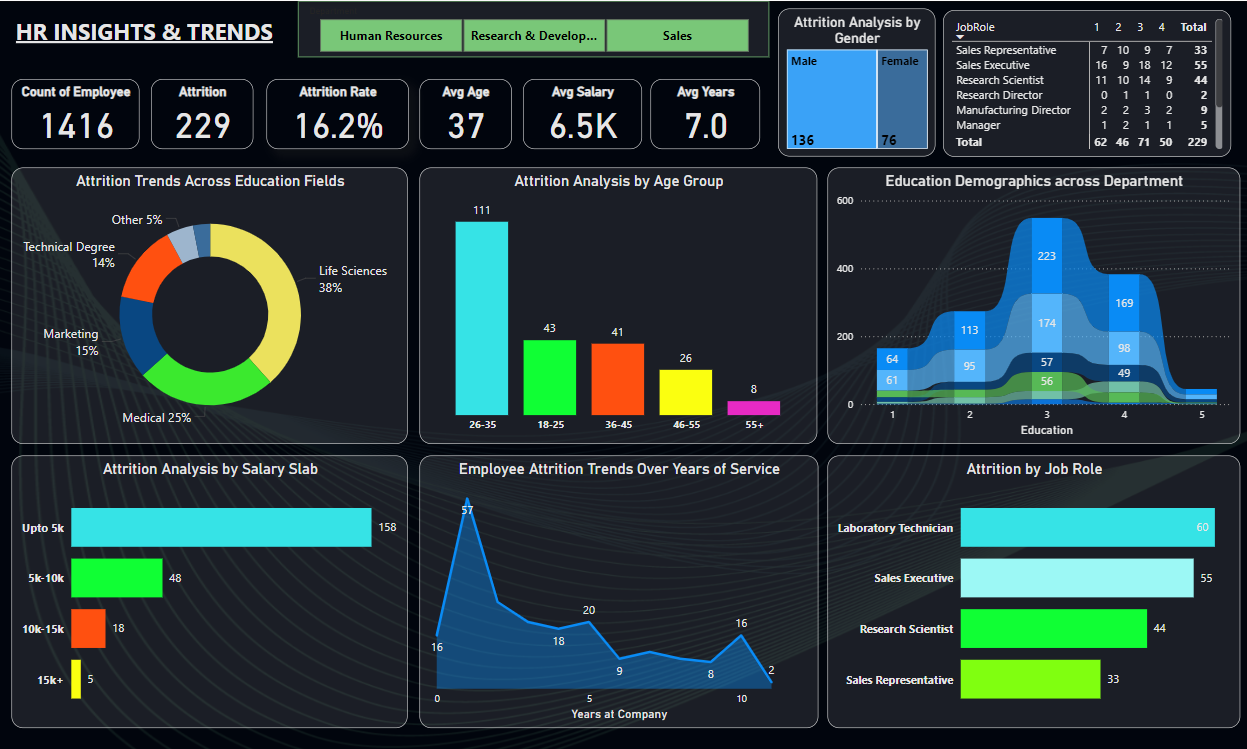 HR INSIGHTS & TRENDS
Human Resources
Research & Develop...
Sales
Count of Employee
1416
Attrition
229
Attrition Rate
16.2%
Avg Age
37
Avg Salary
6.5K
Avg Years
7.0
Attrition Analysis by
Gender
Male
Female
136
76
JobRole 1 2 3 4 Total
Sales Representative 7 10 9 7 33
Sales Executive 16 9 18 12 55
Research Scientist 11 10 14 9 44
Research Director 0 1 1 0 2
Manufacturing Director 2 2 3 2 9
Manager 1 2 1 1 5
Total 62 46 71 50 229
Attrition Trends Across Education Fields
Other 5%
Technical Degree
14%
Life Sciences
38%
Marketing
15%
Medical 25%
Attrition Analysis by Age Group
111
43
41
26
8
26-35
18-25
36-45
46-55
55+
Education Demographics across Department
600
400
200
0
64
61
113
95
223
174
57
56
169
98
49
1
2
3
4
5
Education
Attrition Analysis by Salary Slab
Upto 5k
158
5k-10k
48
10k-15k
18
15k+
5
Employee Attrition Trends Over Years of Service
57
16
18
20
9
8
16
2
0
5
10
Years at Company
Attrition by Job Role
Laboratory Technician
60
Sales Executive
55
Research Scientist
44
Sales Representative
33